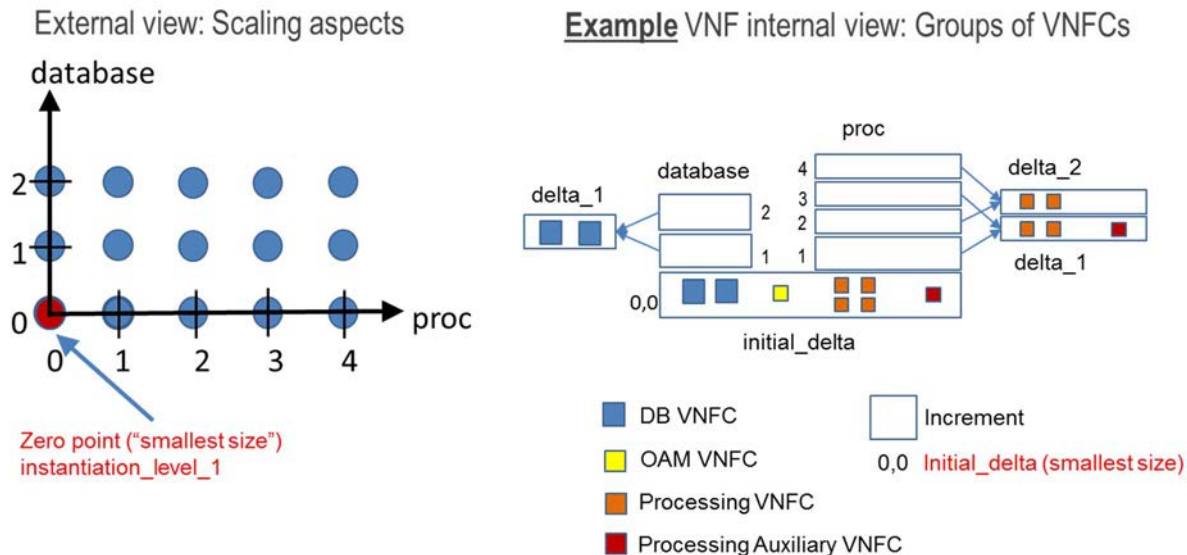 External view: Scaling aspects
database
2
1
0
0
1
2
3
4
proc
Zero point (“smallest size”)
instantiation_level_1
Example VNF internal view: Groups of VNFCs
proc
database
delta_1
2
1
4
3
2
1
delta_2
delta_1
0,0
initial_delta
DB VNFC
OAM VNFC
Processing VNFC
Processing Auxiliary VNFC
Increment
0,0 Initial_delta (smallest size)